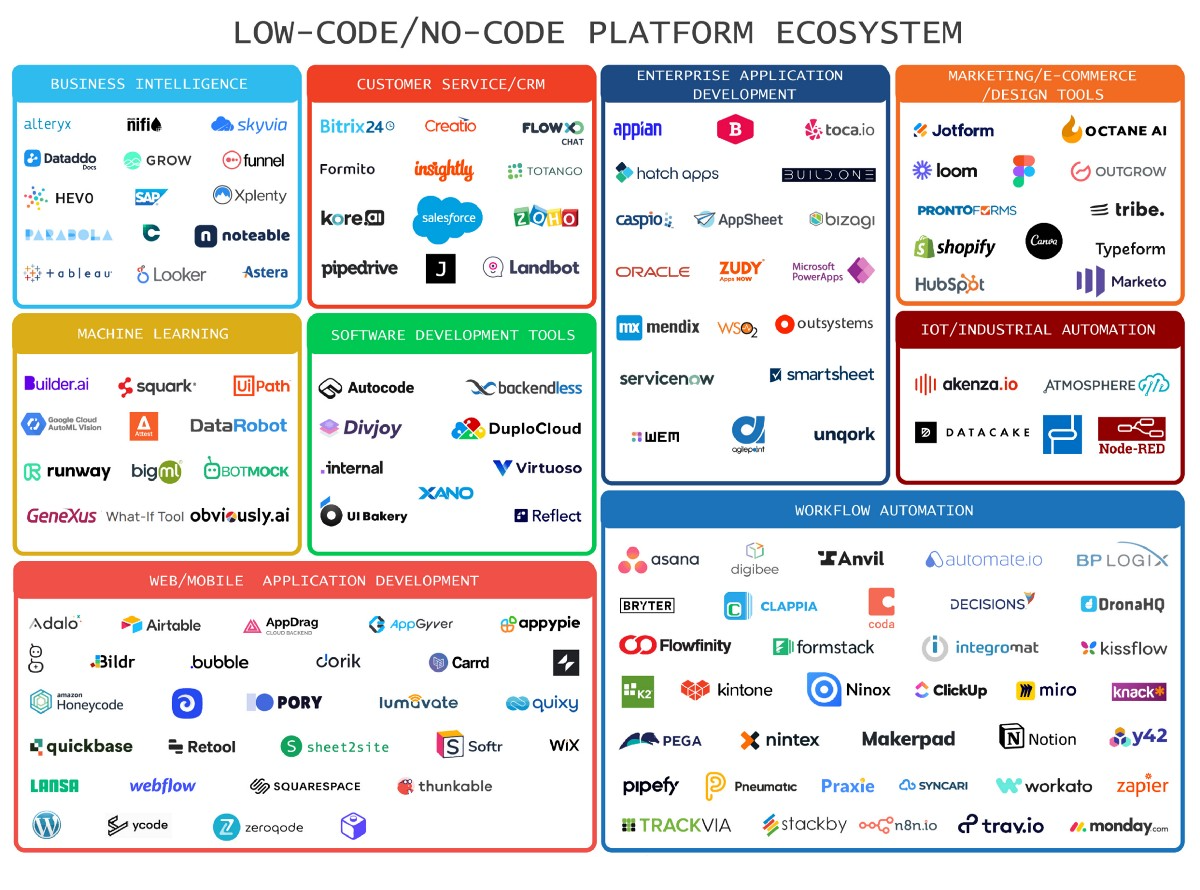 LOW-CODE/NO-CODE PLATFORM ECOSYSTEM
BUSINESS INTELLIGENCE
alteryx nifi skyvia
Dataddo Docs GROW funnel
HEVO SAP Xplenty
PARABOLA C noteable
+ableau Looker Astera
CUSTOMER SERVICE/CRM
Bitrix24 Creatio FLOW XO CHAT
Formito insightly TOTANGO
kore.ai salesforce ZOHO
pipedrive J Landbot
ENTERPRISE APPLICATION
DEVELOPMENT
appian B toca.io
hatch apps BUILD.ONE
caspio AppSheet bizagi
ORACLE ZUDY Apps NOW Microsoft PowerApps
mx mendix WSO2 outsystems
servicenow smartsheet
WEM agilepoint unqork
MARKETING/E-COMMERCE
/DESIGN TOOLS
Jotform OCTANE AI
loom OUTGROW
PRONTOFORMS tribe.
shopify Canva Typeform
HubSpot Marketo
MACHINE LEARNING
Builder.ai squark UiPath
Google Cloud AutoML Vision Attest DataRobot
runway bigml BOTMOCK
GeneXus What-If Tool obviously.ai
SOFTWARE DEVELOPMENT TOOLS
Autocode backendless
Divjoy DuploCloud
.internal Virtuoso
XANO
UI Bakery Reflect
IOT/INDUSTRIAL AUTOMATION
akenza.io ATMOSPHERE
DATACAKE Node-RED
WEB/MOBILE APPLICATION DEVELOPMENT
Adalo Airtable AppDrag CLOUD BACKEND AppGyver appypie
Bildr .bubble dorik Carrd
amazon Honeycode PORY lumavate quixy
quickbase Retool S sheet2site S Softr WiX
LANSA webflow SQUARESPACE thunkable
W ycode Z zeroqode
WORKFLOW AUTOMATION
asana digibee Anvil automate.io BP LOGIX
BRYTER C CLAPPIA coda DECISIONS DronaHQ
Flowfinity formstack integromat kissflow
K2 kintone Ninox ClickUp miro knack*
PEGA nintex Makerpad N Notion y42
pipefy Pneumatic Praxie SYNCARI workato zapier
TRACKVIA stackby n8n.io trav.io monday.com